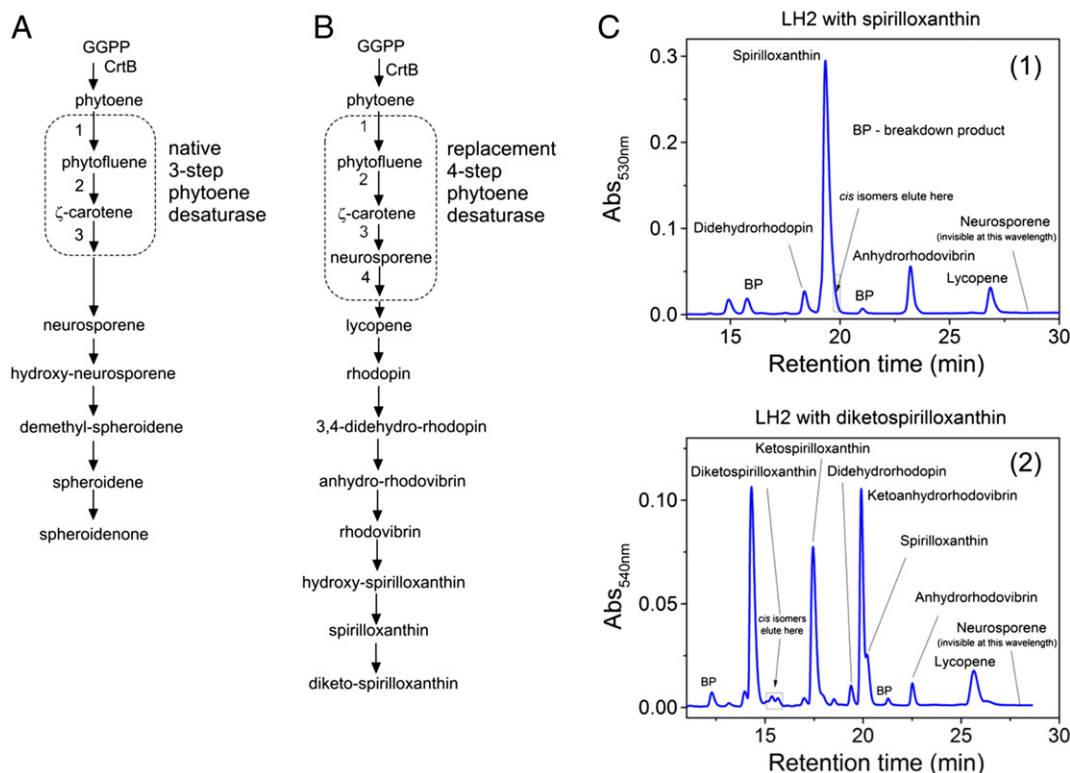 A
GGPP
CrtB
phytoene
1
phytofluene
2
ζ-carotene
3
native
3-step
phytoene
desaturase
neurosporene
hydroxy-neurosporene
demethyl-spheroidene
spheroidene
spheroidenone
B
GGPP
CrtB
phytoene
1
phytofluene
2
ζ-carotene
3
neurosporene
4
replacement
4-step
phytoene
desaturase
lycopene
rhodopin
3,4-didehydro-rhodopin
anhydro-rhodovibrin
rhodovibrin
hydroxy-spirilloxanthin
spirilloxanthin
diketo-spirilloxanthin
C
LH2 with spirilloxanthin
(1)
Spirilloxanthin
BP - breakdown product
cis isomers elute here
Neurosporene
(invisible at this wavelength)
Didehydrorhodopin
Anhydrorhodovibrin
Lycopene
BP
BP
Abs530nm
0.3
0.2
0.1
0.0
15
20
25
30
Retention time (min)
LH2 with diketospirilloxanthin
(2)
Ketospirilloxanthin
Diketospirilloxanthin
Didehydrorhodopin
Ketoanhydrorhodovibrin
Spirilloxanthin
Anhydrorhodovibrin
cis isomers
elute here
Neurosporene
(invisible at this wavelength)
Lycopene
BP
BP
Abs540nm
0.10
0.05
0.00
15
20
25
30
Retention time (min)